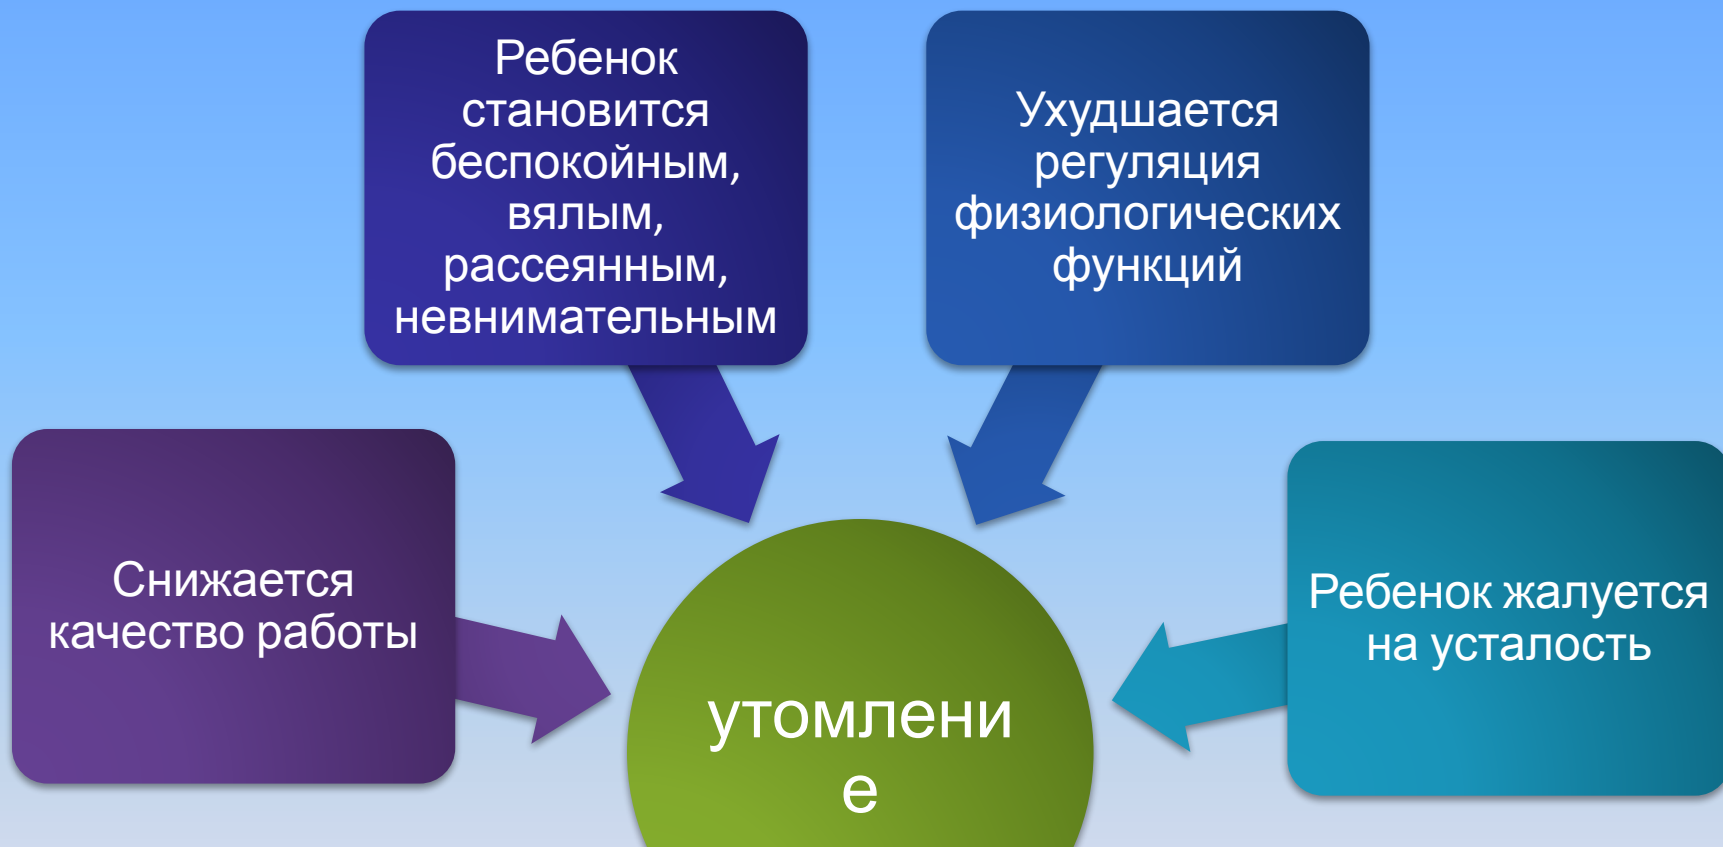 Ребенок
становится
беспокойным,
вялым,
рассеянным,
невнимательным
Ухудшается
регуляция
физиологических
функций
Снижается
качество работы
Ребенок жалуется
на усталость
утомлени
е